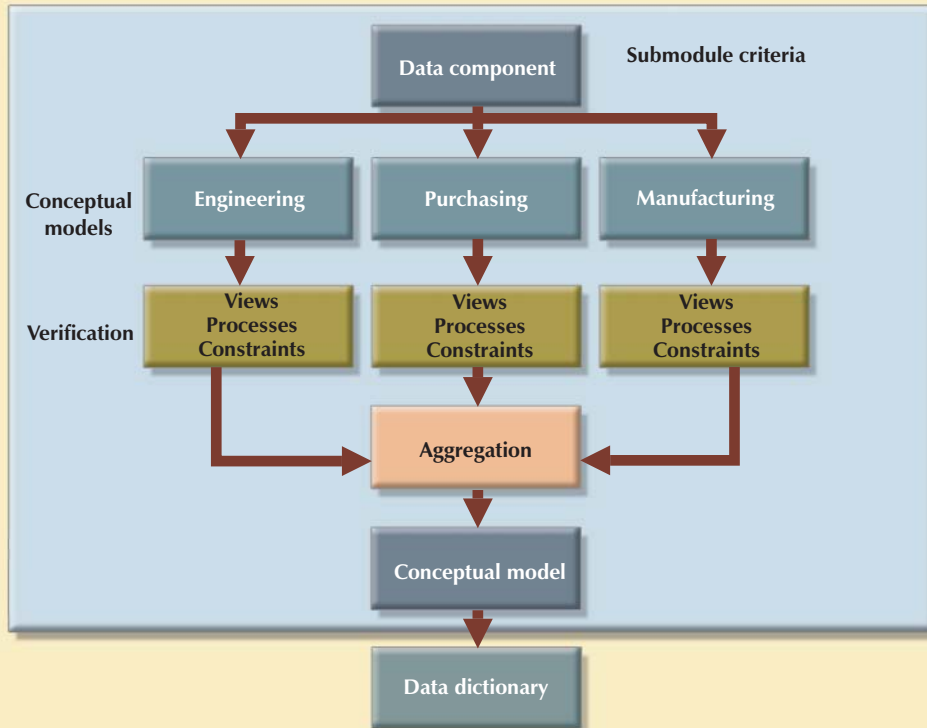 Data component
Submodule criteria
Conceptual
models
Engineering
Purchasing
Manufacturing
Verification
Views
Processes
Constraints
Views
Processes
Constraints
Views
Processes
Constraints
Aggregation
Conceptual model
Data dictionary